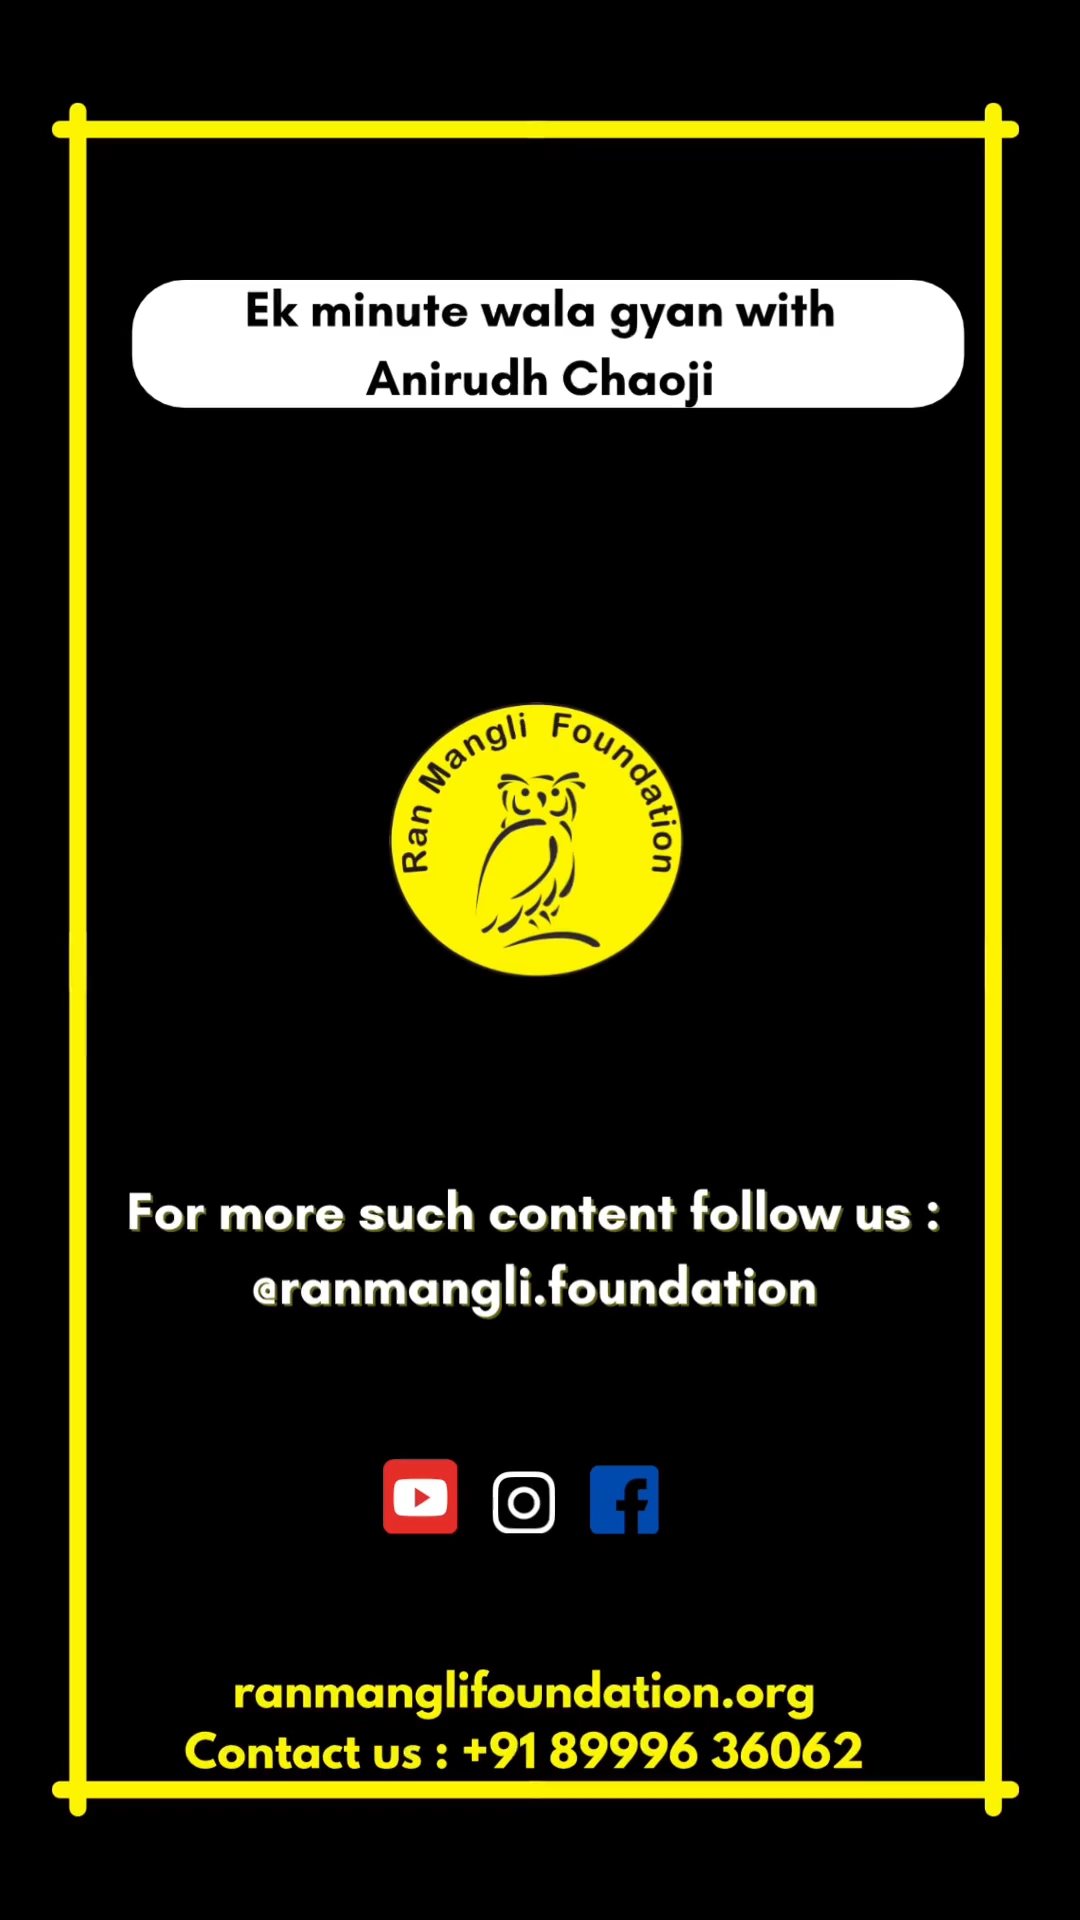 Ek minute wala gyan with
Anirudh Chaoji
Ran Mangli Foundation
For more such content follow us :
@ranmangli.foundation
ranmanglifoundation.org
Contact us : +91 89996 36062